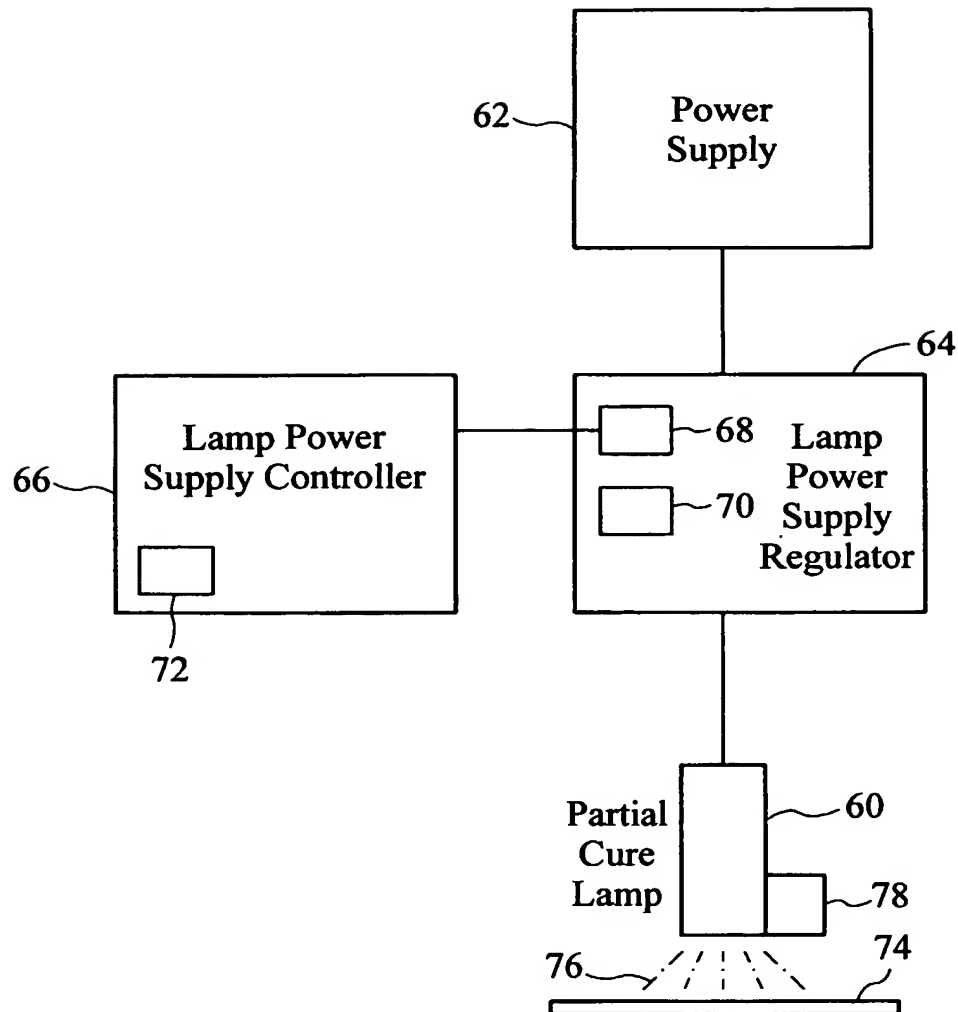 62
Power
Supply
64
66
Lamp Power
Supply Controller
68
70
Lamp
Power
Supply
Regulator
72
Partial
Cure
Lamp
60
78
76
74